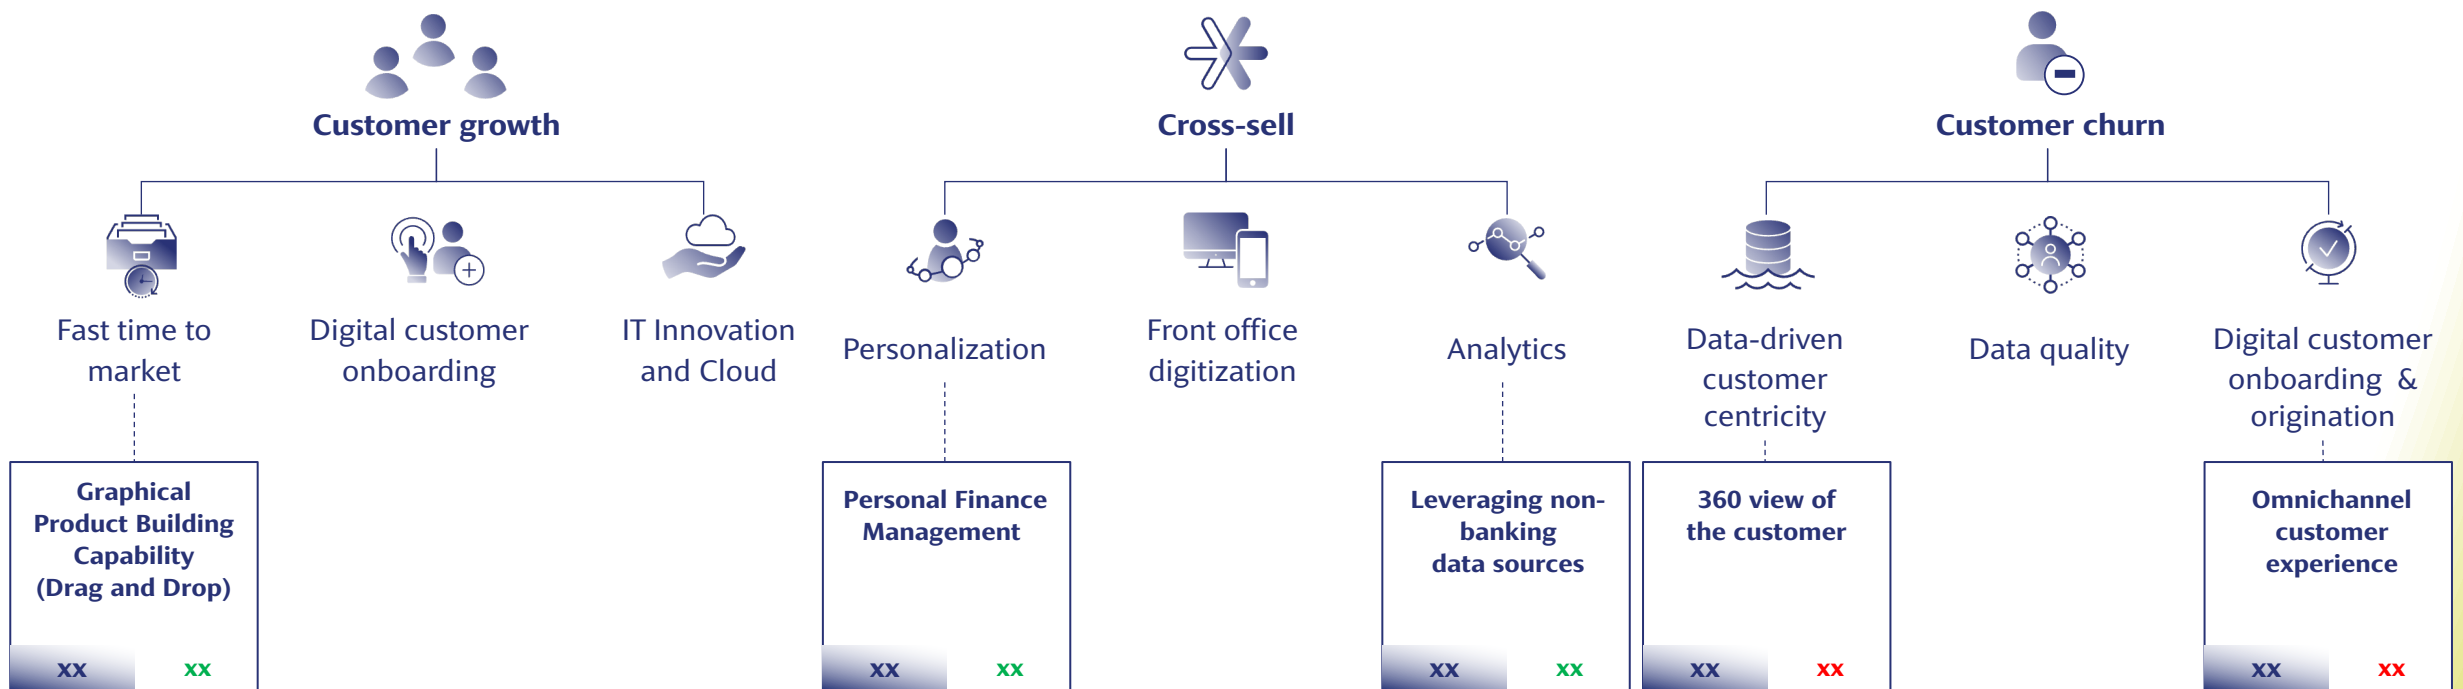 Customer growth
Cross-sell
Customer churn
Fast time to
market
Digital customer
onboarding
IT Innovation
and Cloud
Personalization
Front office
digitization
Analytics
Data-driven
customer
centricity
Data quality
Digital customer
onboarding &
origination
Graphical
Product Building
Capability
(Drag and Drop)
xx xx
Personal Finance
Management
xx xx
Leveraging non-
banking
data sources
xx xx
360 view of
the customer
xx xx
Omnichannel
customer
experience
xx xx